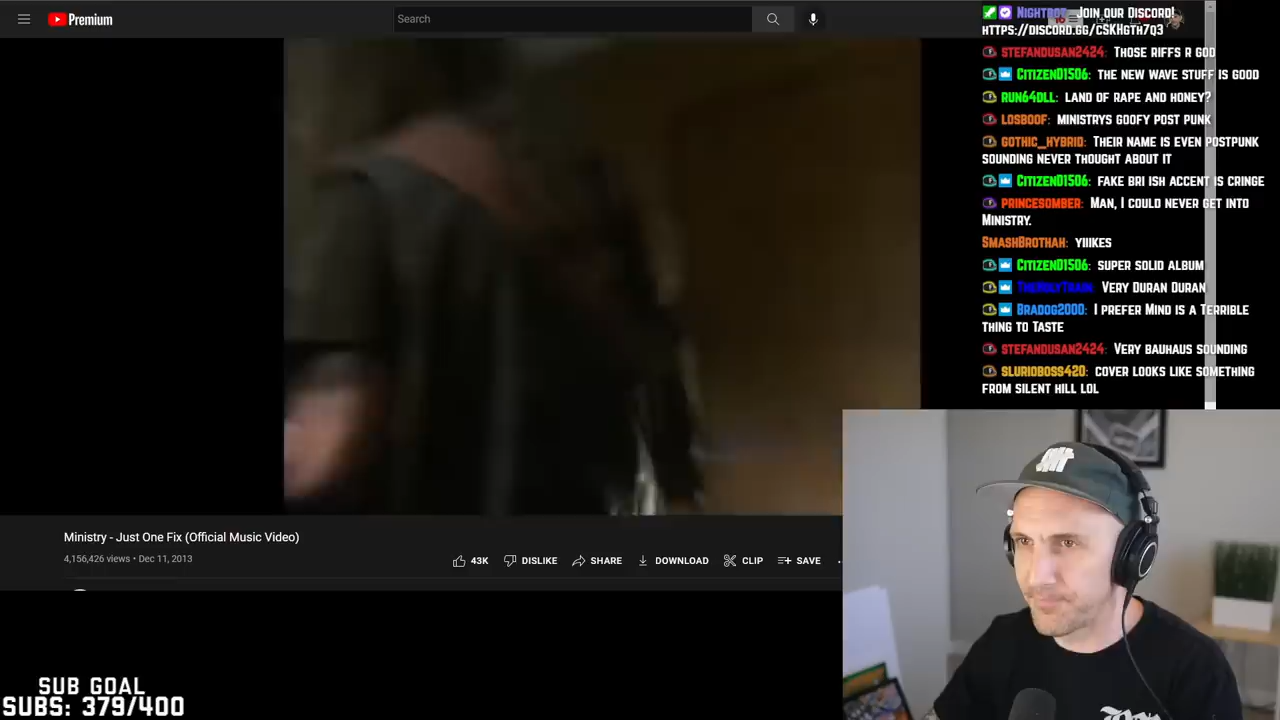 Premium
Search
Nightbot: Join our Discord!
https://discord.gg/cSKHgth7Q3
stefandusan2424: Those riffs r god
Citizen01506: the new wave stuff is good
run64dll: land of rape and honey?
losboof: Ministrys goofy post punk
gothic_hybrid: Their name is even postpunk
sounding never thought about it
Citizen01506: fake bri ish accent is cringe
princesomber: Man, I could never get into
Ministry.
SmashBrothah: yiiikes
Citizen01506: super solid album
TheHolyTrain: Very Duran Duran
Bradog2000: I prefer Mind is a Terrible
thing to Taste
stefandusan2424: Very bauhaus sounding
slurioboss420: cover looks like something
from silent hill lol
Ministry - Just One Fix (Official Music Video)
4,156,426 views • Dec 11, 2013
43K DISLIKE SHARE DOWNLOAD CLIP SAVE
SUB GOAL
SUBS: 379/400